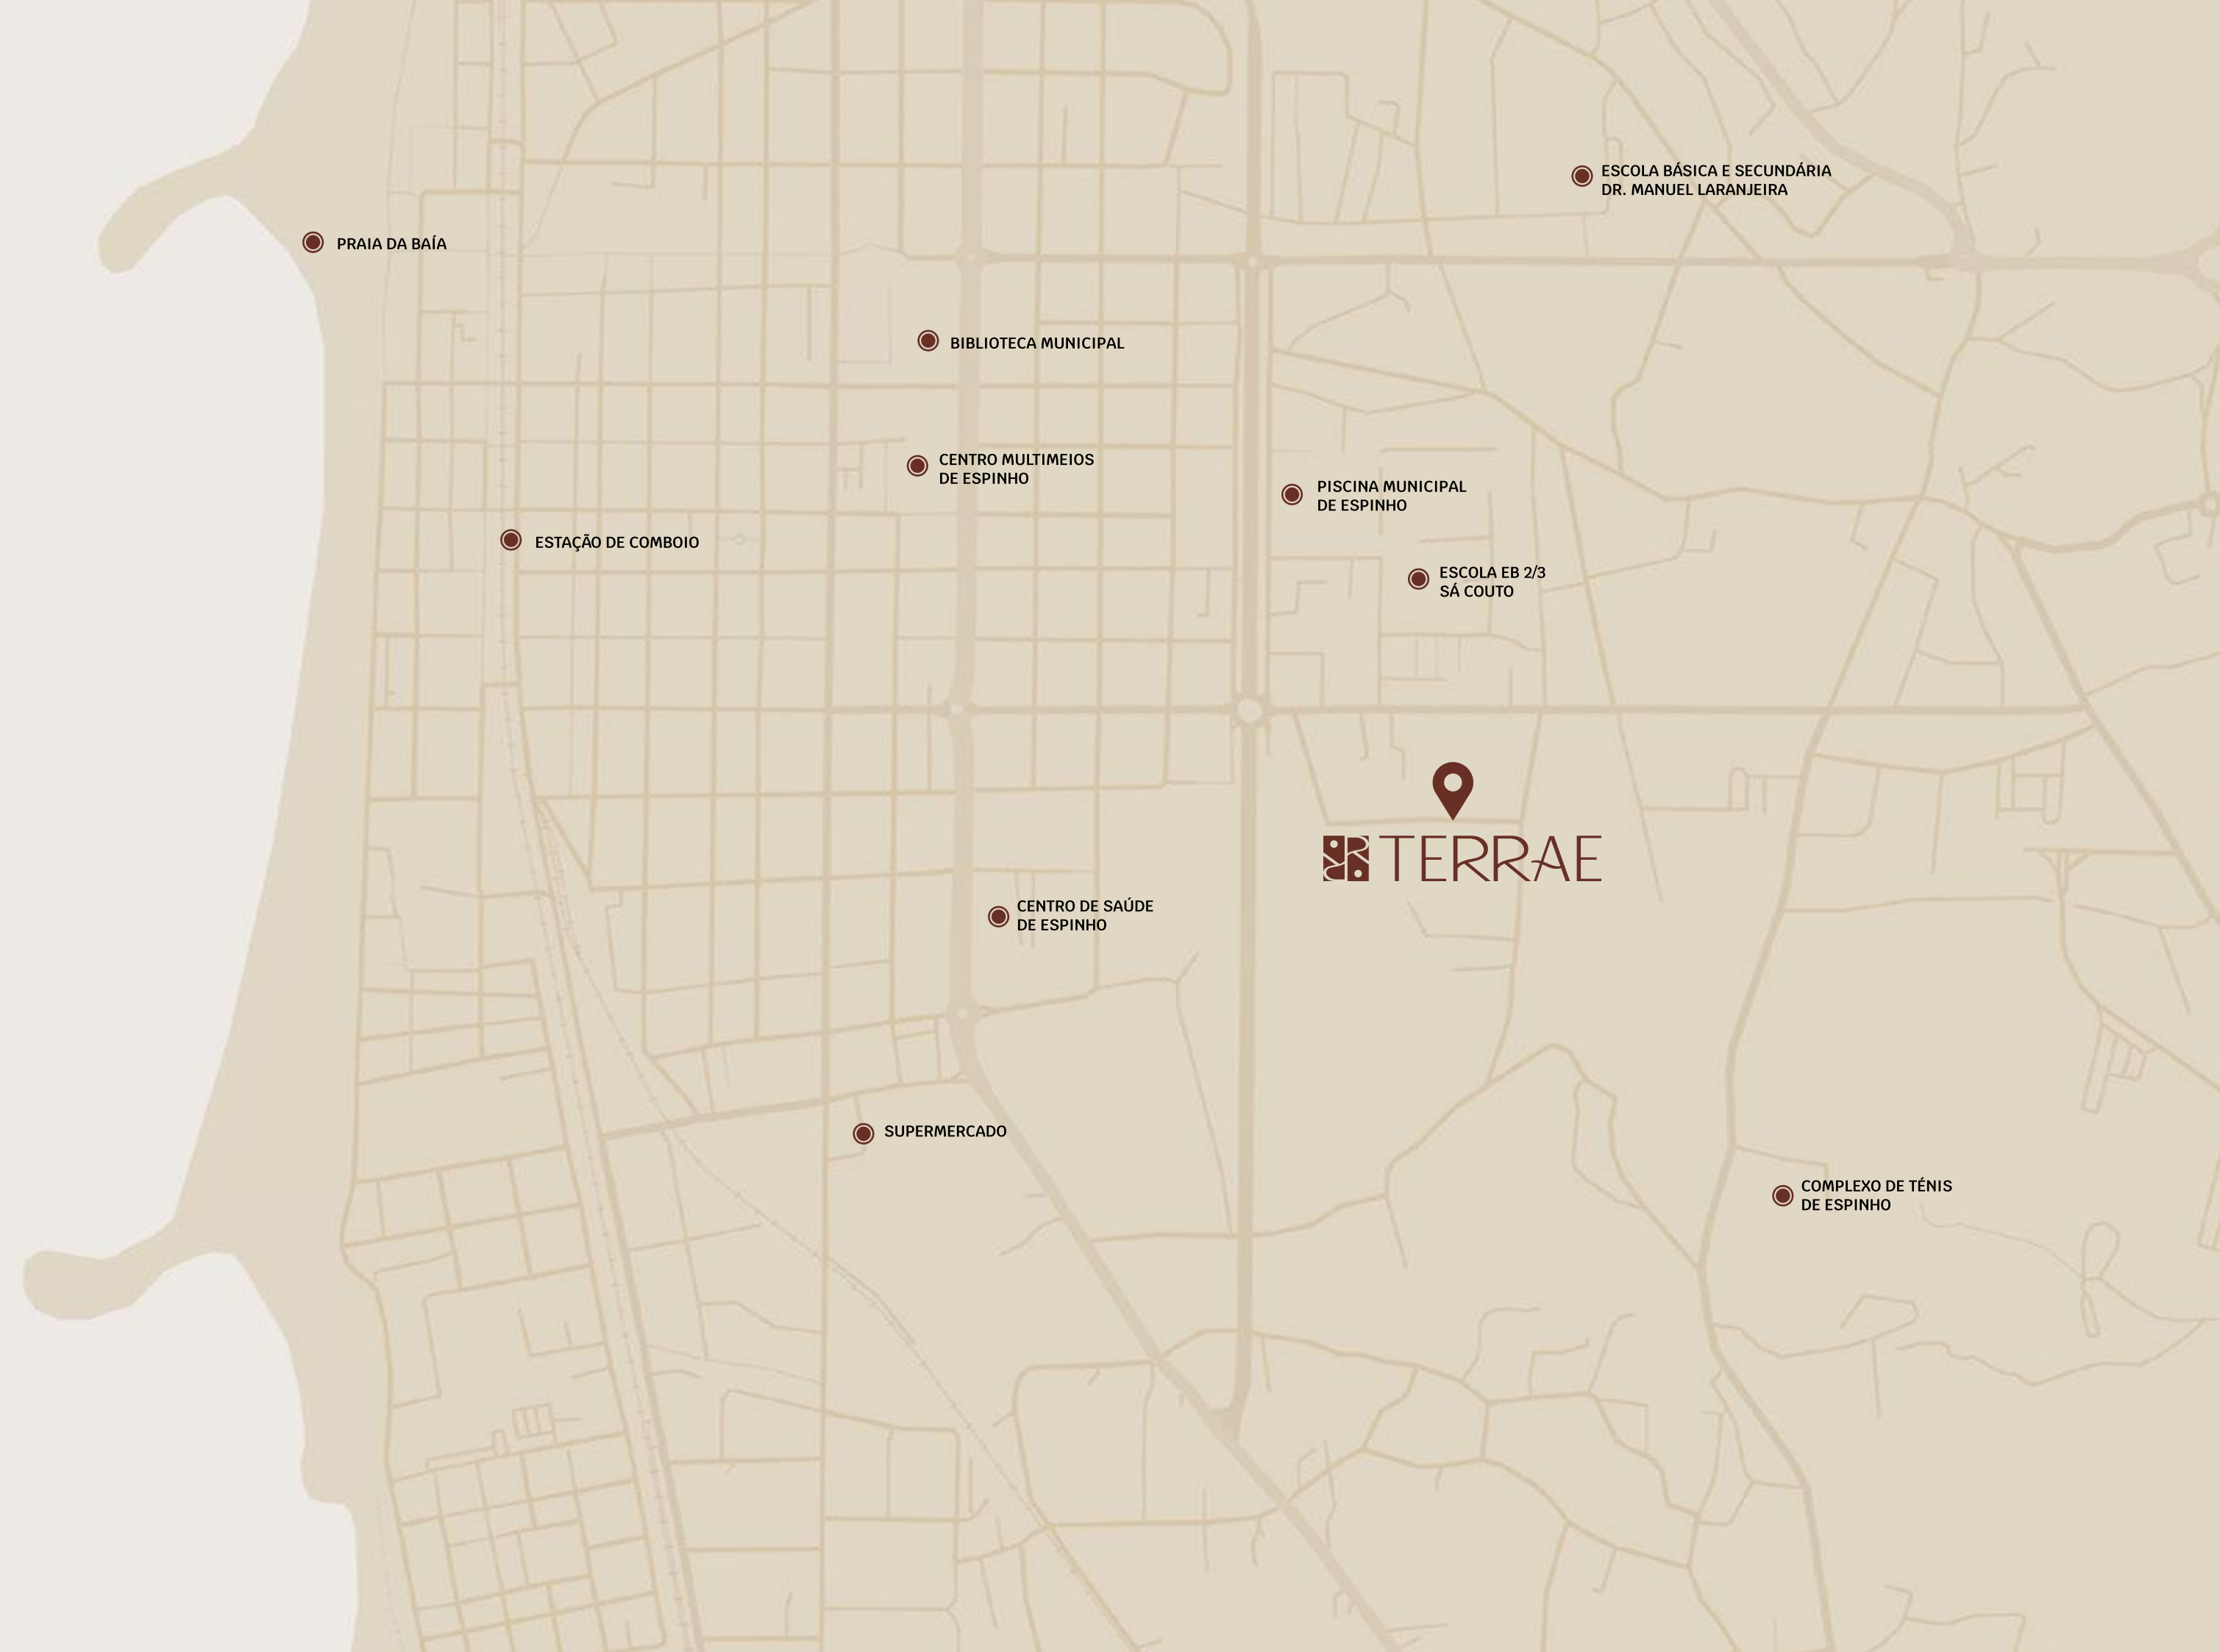 ESCOLA BÁSICA E SECUNDÁRIA
DR. MANUEL LARANJEIRA
PRAIA DA BAÍA
BIBLIOTECA MUNICIPAL
CENTRO MULTIMEIOS
DE ESPINHO
PISCINA MUNICIPAL
DE ESPINHO
ESTAÇÃO DE COMBOIO
ESCOLA EB 2/3
SÁ COUTO
TERRAE
CENTRO DE SAÚDE
DE ESPINHO
SUPERMERCADO
COMPLEXO DE TÉNIS
DE ESPINHO